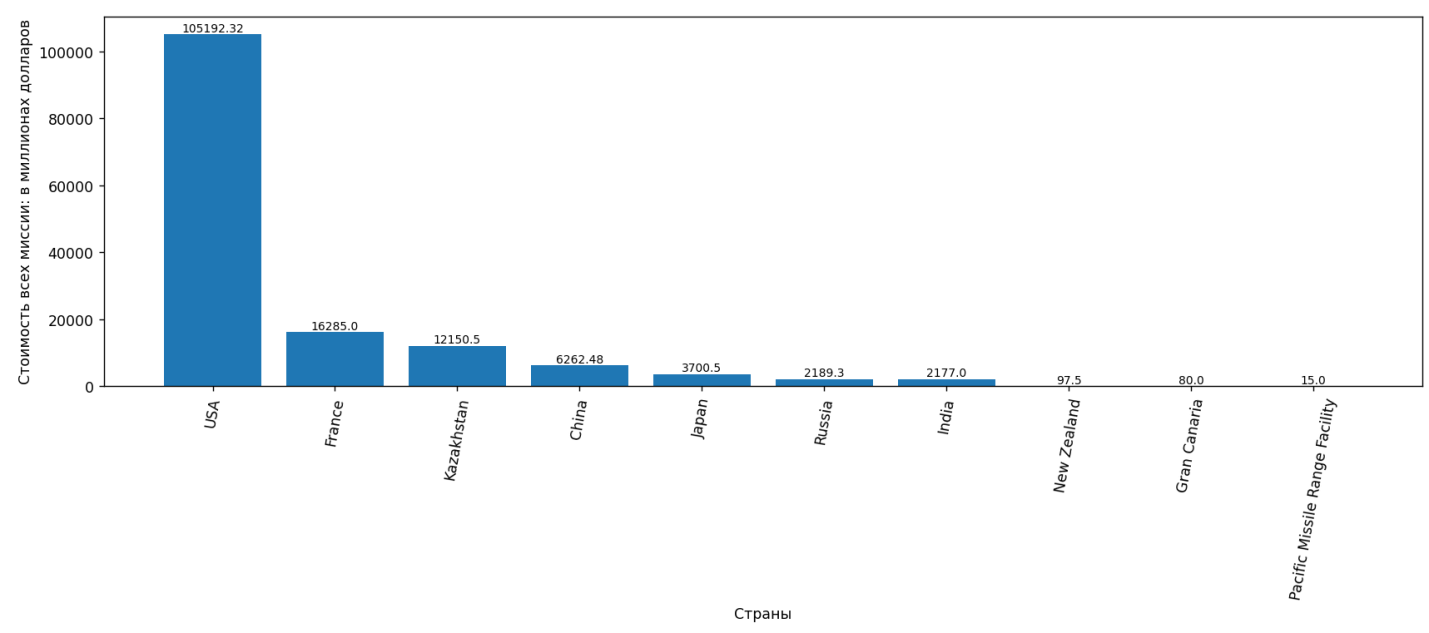 Стоимость всех миссии: в миллионах долларов
100000
80000
60000
40000
20000
0
105192.32
16285.0
12150.5
6262.48
3700.5
2189.3
2177.0
97.5
80.0
15.0
USA
France
Kazakhstan
China
Japan
Russia
India
New Zealand
Gran Canaria
Pacific Missile Range Facility
Страны